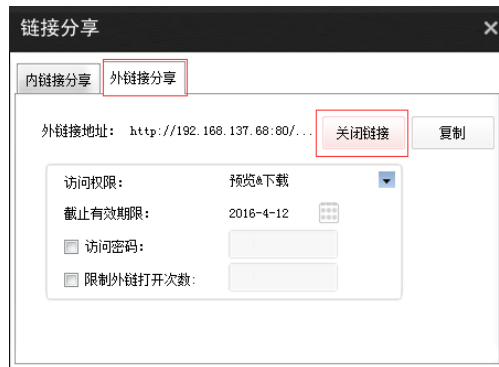 链接分享
内链接分享 外链接分享
外链接地址： http://192.168.137.68:80/... 关闭链接 复制
访问权限： 预览&下载
截止有效期限： 2016-4-12
访问密码：
限制外链打开次数: